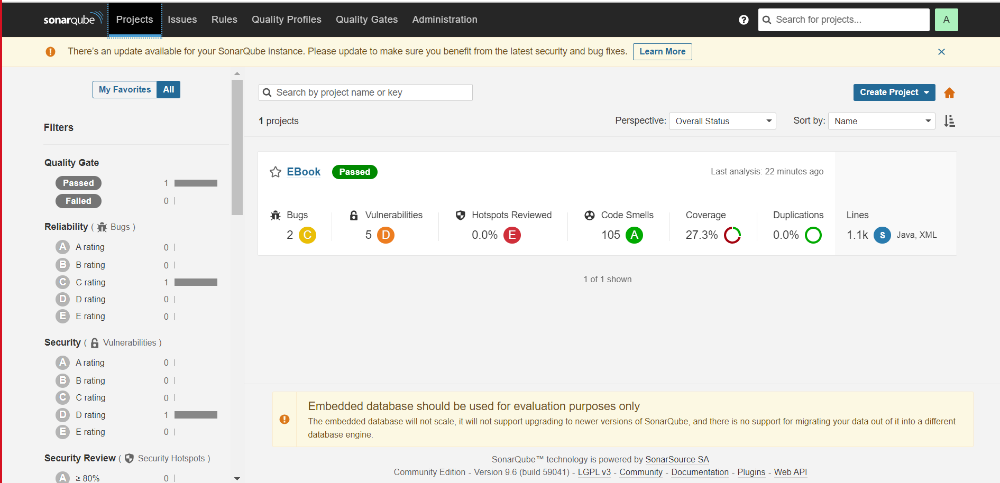 sonarqube Projects Issues Rules Quality Profiles Quality Gates Administration Search for projects... A
There's an update available for your SonarQube instance. Please update to make sure you benefit from the latest security and bug fixes. Learn More
My Favorites All
Filters
Quality Gate
Passed 1
Failed 0
Reliability ( Bugs )
A A rating 0
B B rating 0
C C rating 1
D D rating 0
E E rating 0
Security ( Vulnerabilities )
A A rating 0
B B rating 0
C C rating 0
D D rating 1
E E rating 0
Security Review ( Security Hotspots )
A ≥ 80% 0
Search by project name or key
Create Project
1 projects
Perspective: Overall Status Sort by: Name
EBook Passed Last analysis: 22 minutes ago
Bugs Vulnerabilities Hotspots Reviewed Code Smells Coverage Duplications Lines
2 C 5 D 0.0% E 105 A 27.3% 0.0% 1.1k S Java, XML
1 of 1 shown
Embedded database should be used for evaluation purposes only
The embedded database will not scale, it will not support upgrading to newer versions of SonarQube, and there is no support for migrating your data out of it into a different
database engine.
SonarQube™ technology is powered by SonarSource SA
Community Edition - Version 9.6 (build 59041) - LGPL v3 - Community - Documentation - Plugins - Web API